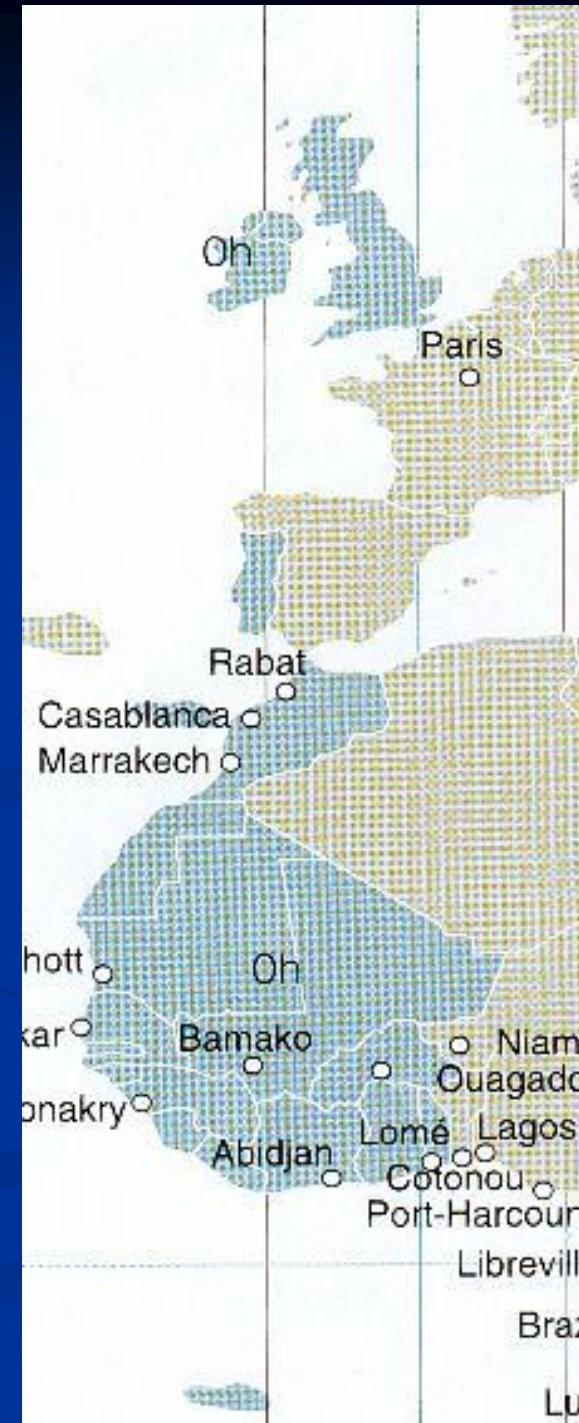 0h
Paris
Rabat
Casablanca
Marrakech
hott
0h
kar
Bamako
Niam
Ouagado
onakry
Lomé
Lagos
Abidjan
Cotonou
Port-Harcour
Librevill
Braz
Lu